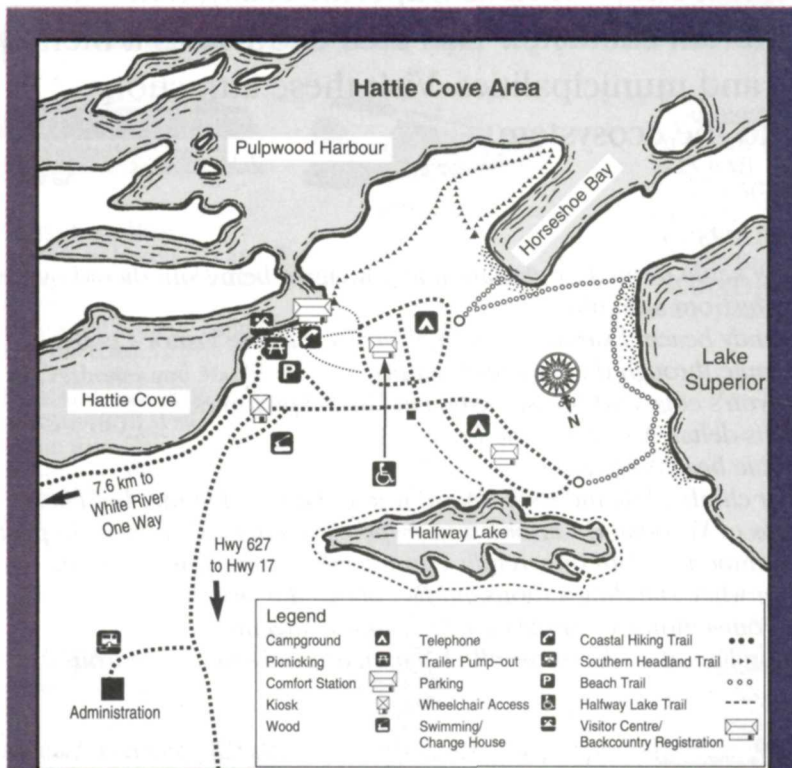 Hattie Cove Area
Pulpwood Harbour
Horseshoe Bay
Lake
Superior
Hattie Cove
N
7.6 km to
White River
One Way
Halfway Lake
Hwy 627
to Hwy 17
Administration
Legend
Campground
Picnicking
Comfort Station
Kiosk
Wood
Telephone
Trailer Pump–out
Parking
P
Wheelchair Access
Swimming/
Change House
Coastal Hiking Trail
Southern Headland Trail
Beach Trail
Halfway Lake Trail
Visitor Centre/
Backcountry Registration
P